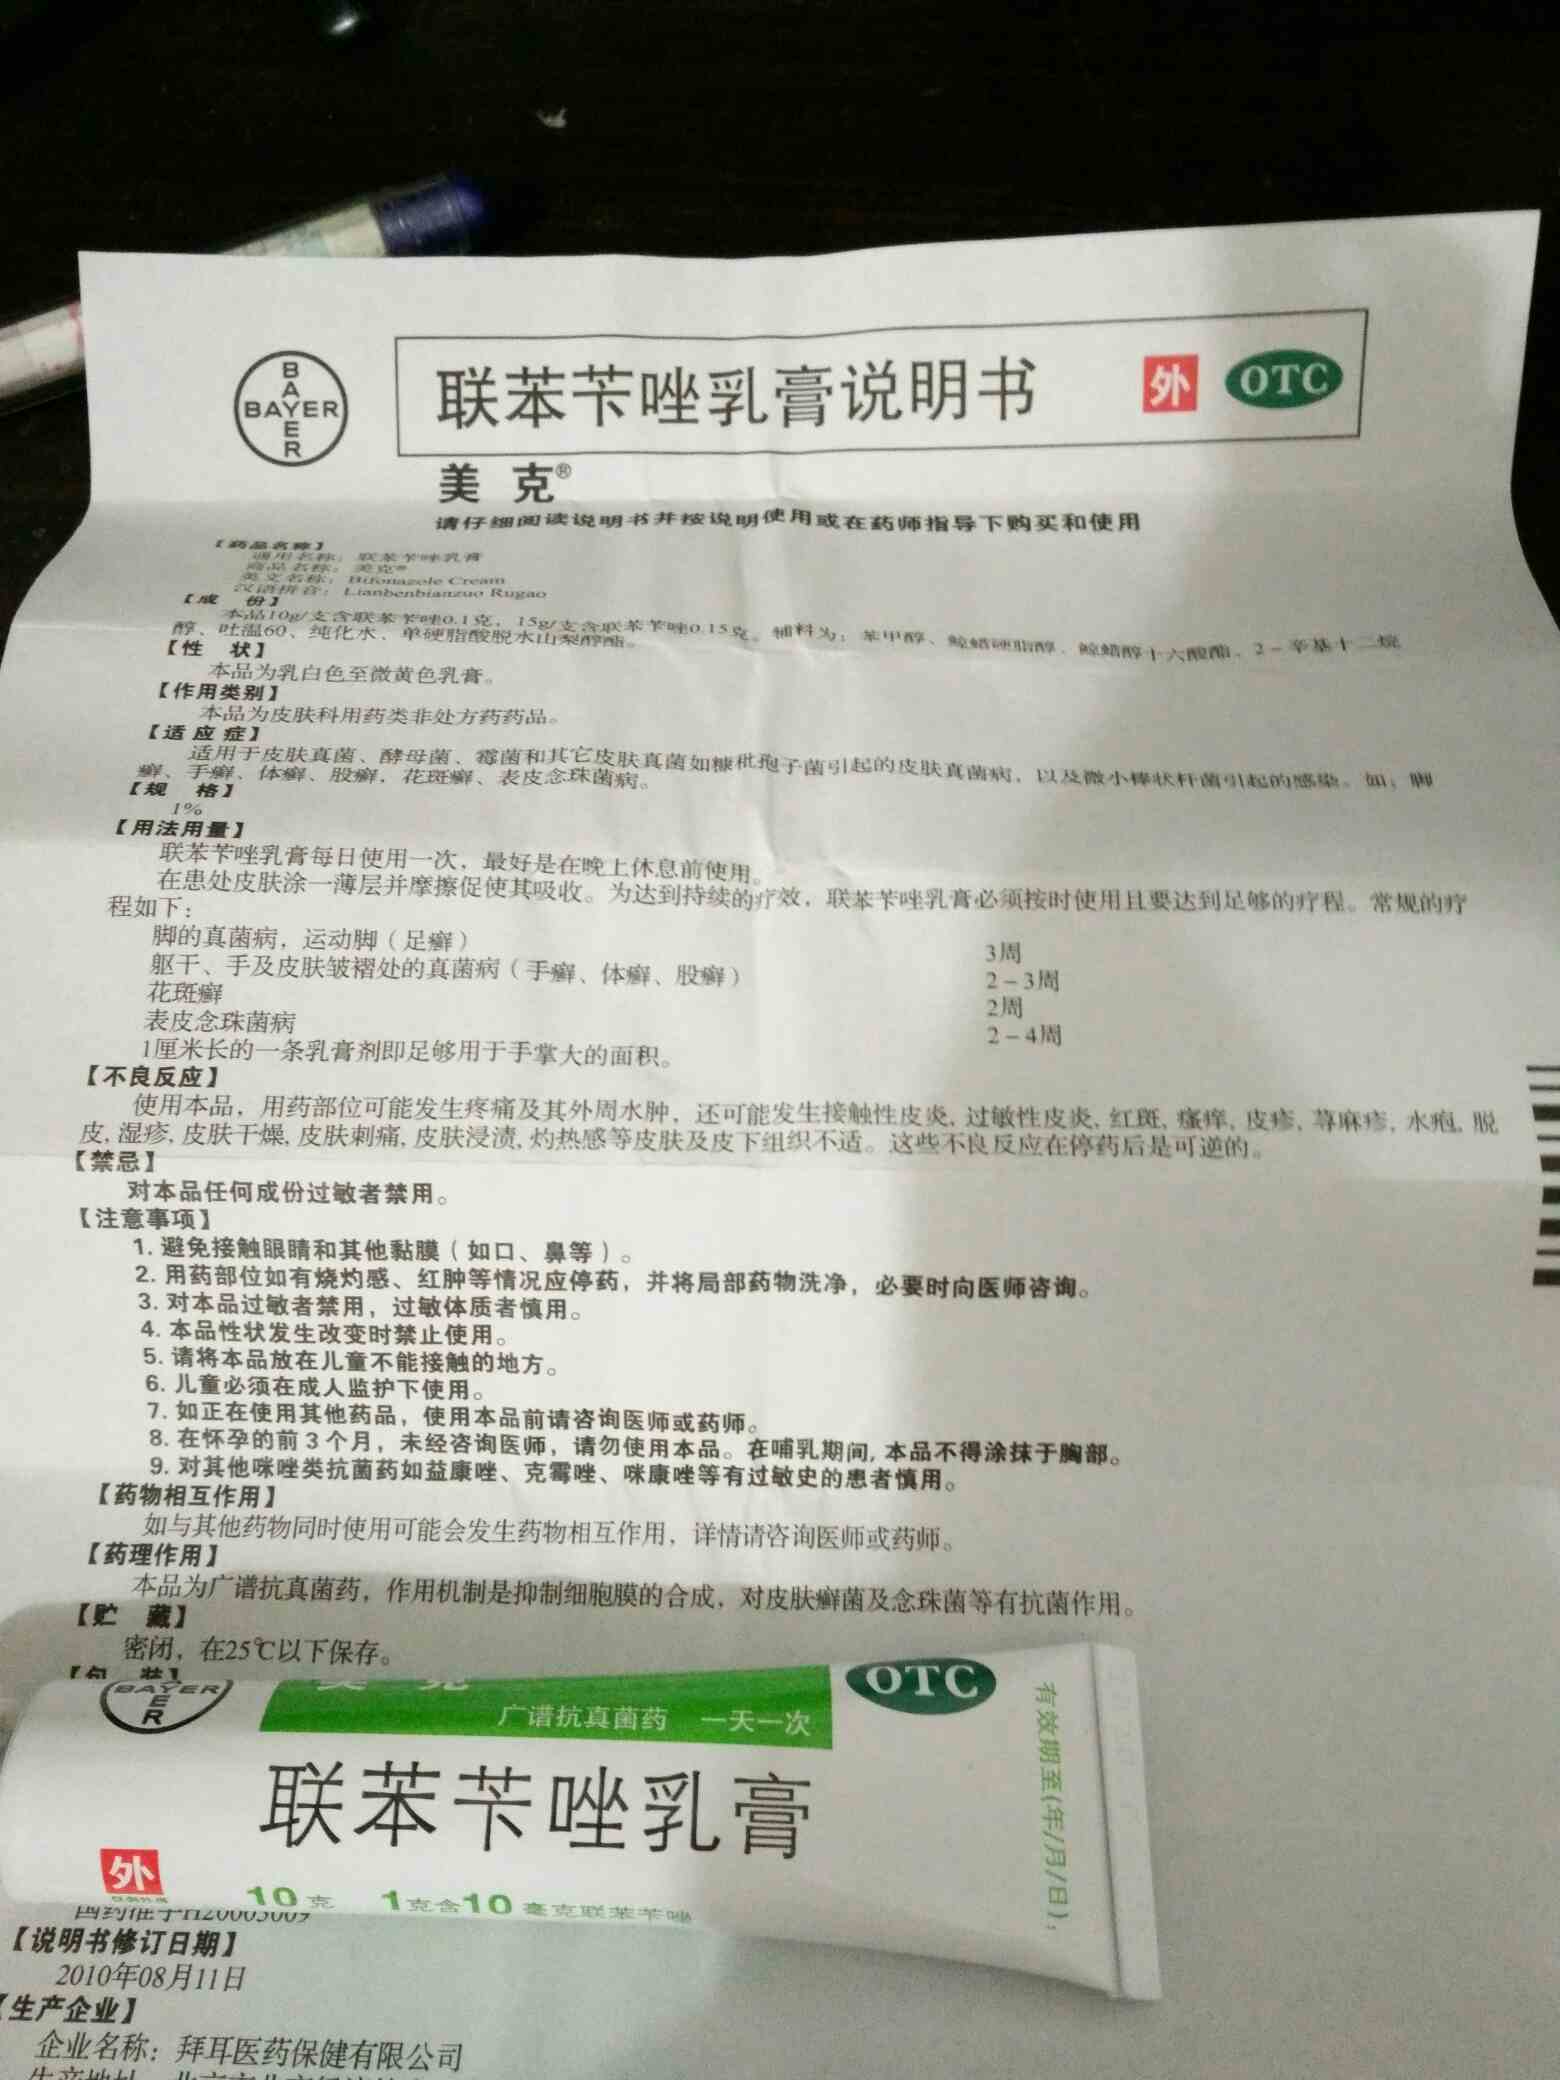 BAYER
BAYER
联苯苄唑乳膏说明书
外
OTC
美 克®
请仔细阅读说明书并按说明使用或在药师指导下购买和使用
【药品名称】
通用名称：联苯苄唑乳膏
商品名称：美克®
英文名称：Bifonazole Cream
汉语拼音：Lianbenbianzuo Rugao
【成 份】
本品10g/支含联苯苄唑0.1克，15g/支含联苯苄唑0.15克。辅料为：苯甲醇、鲸蜡硬脂醇、鲸蜡醇十六酸酯、2－辛基十二烷
醇、吐温60、纯化水、单硬脂酸脱水山梨醇酯。
【性 状】
本品为乳白色至微黄色乳膏。
【作用类别】
本品为皮肤科用药类非处方药药品。
【适 应 症】
适用于皮肤真菌、酵母菌、霉菌和其它皮肤真菌如糠秕孢子菌引起的皮肤真菌病，以及微小棒状杆菌引起的感染。如：脚
癣、手癣、体癣、股癣，花斑癣、表皮念珠菌病。
【规 格】
1%
【用法用量】
联苯苄唑乳膏每日使用一次，最好是在晚上休息前使用。
在患处皮肤涂一薄层并摩擦促使其吸收。为达到持续的疗效，联苯苄唑乳膏必须按时使用且要达到足够的疗程。常规的疗
程如下：
脚的真菌病，运动脚（足癣） 3周
躯干、手及皮肤皱褶处的真菌病（手癣、体癣、股癣） 2－3周
花斑癣 2周
表皮念珠菌病 2－4周
1厘米长的一条乳膏剂即足够用于手掌大的面积。
【不良反应】
使用本品，用药部位可能发生疼痛及其外周水肿，还可能发生接触性皮炎，过敏性皮炎，红斑，瘙痒，皮疹，荨麻疹，水疱，脱
皮，湿疹，皮肤干燥，皮肤刺痛，皮肤浸渍，灼热感等皮肤及皮下组织不适。这些不良反应在停药后是可逆的。
【禁忌】
对本品任何成份过敏者禁用。
【注意事项】
1. 避免接触眼睛和其他黏膜（如口、鼻等）。
2. 用药部位如有烧灼感、红肿等情况应停药，并将局部药物洗净，必要时向医师咨询。
3. 对本品过敏者禁用，过敏体质者慎用。
4. 本品性状发生改变时禁止使用。
5. 请将本品放在儿童不能接触的地方。
6. 儿童必须在成人监护下使用。
7. 如正在使用其他药品，使用本品前请咨询医师或药师。
8. 在怀孕的前3个月，未经咨询医师，请勿使用本品。在哺乳期间，本品不得涂抹于胸部。
9. 对其他咪唑类抗菌药如益康唑、克霉唑、咪康唑等有过敏史的患者慎用。
【药物相互作用】
如与其他药物同时使用可能会发生药物相互作用，详情请咨询医师或药师。
【药理作用】
本品为广谱抗真菌药，作用机制是抑制细胞膜的合成，对皮肤癣菌及念珠菌等有抗菌作用。
【贮 藏】
密闭，在25℃以下保存。
【包 装】
BAYER
ER
美 克
广谱抗真菌药 一天一次
OTC
有效期至(年/月/日)：
联苯苄唑乳膏
外
10克 1克含10毫克联苯苄唑
国药准字H20003009
【说明书修订日期】
2010年08月11日
【生产企业】
企业名称：拜耳医药保健有限公司
生产地址